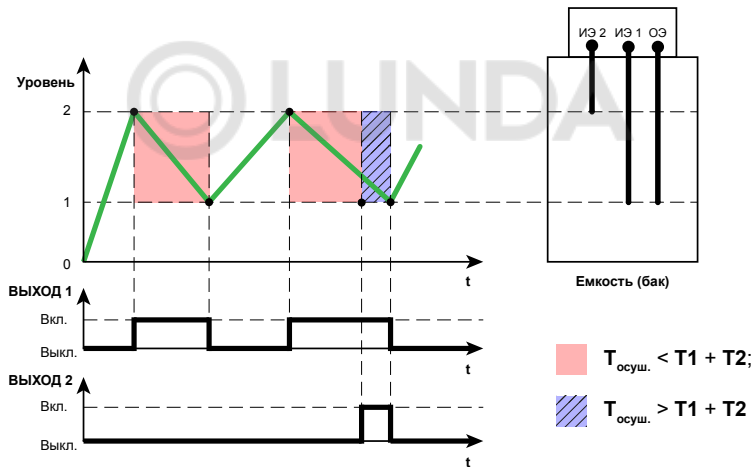 LUNDA
ИЭ 2 ИЭ 1 ОЭ
Уровень
2
1
0
t
Емкость (бак)
ВЫХОД 1
Вкл.
Выкл.
t
ВЫХОД 2
Вкл.
Выкл.
t
Tосуш. < T1 + T2;
Tосуш. > T1 + T2